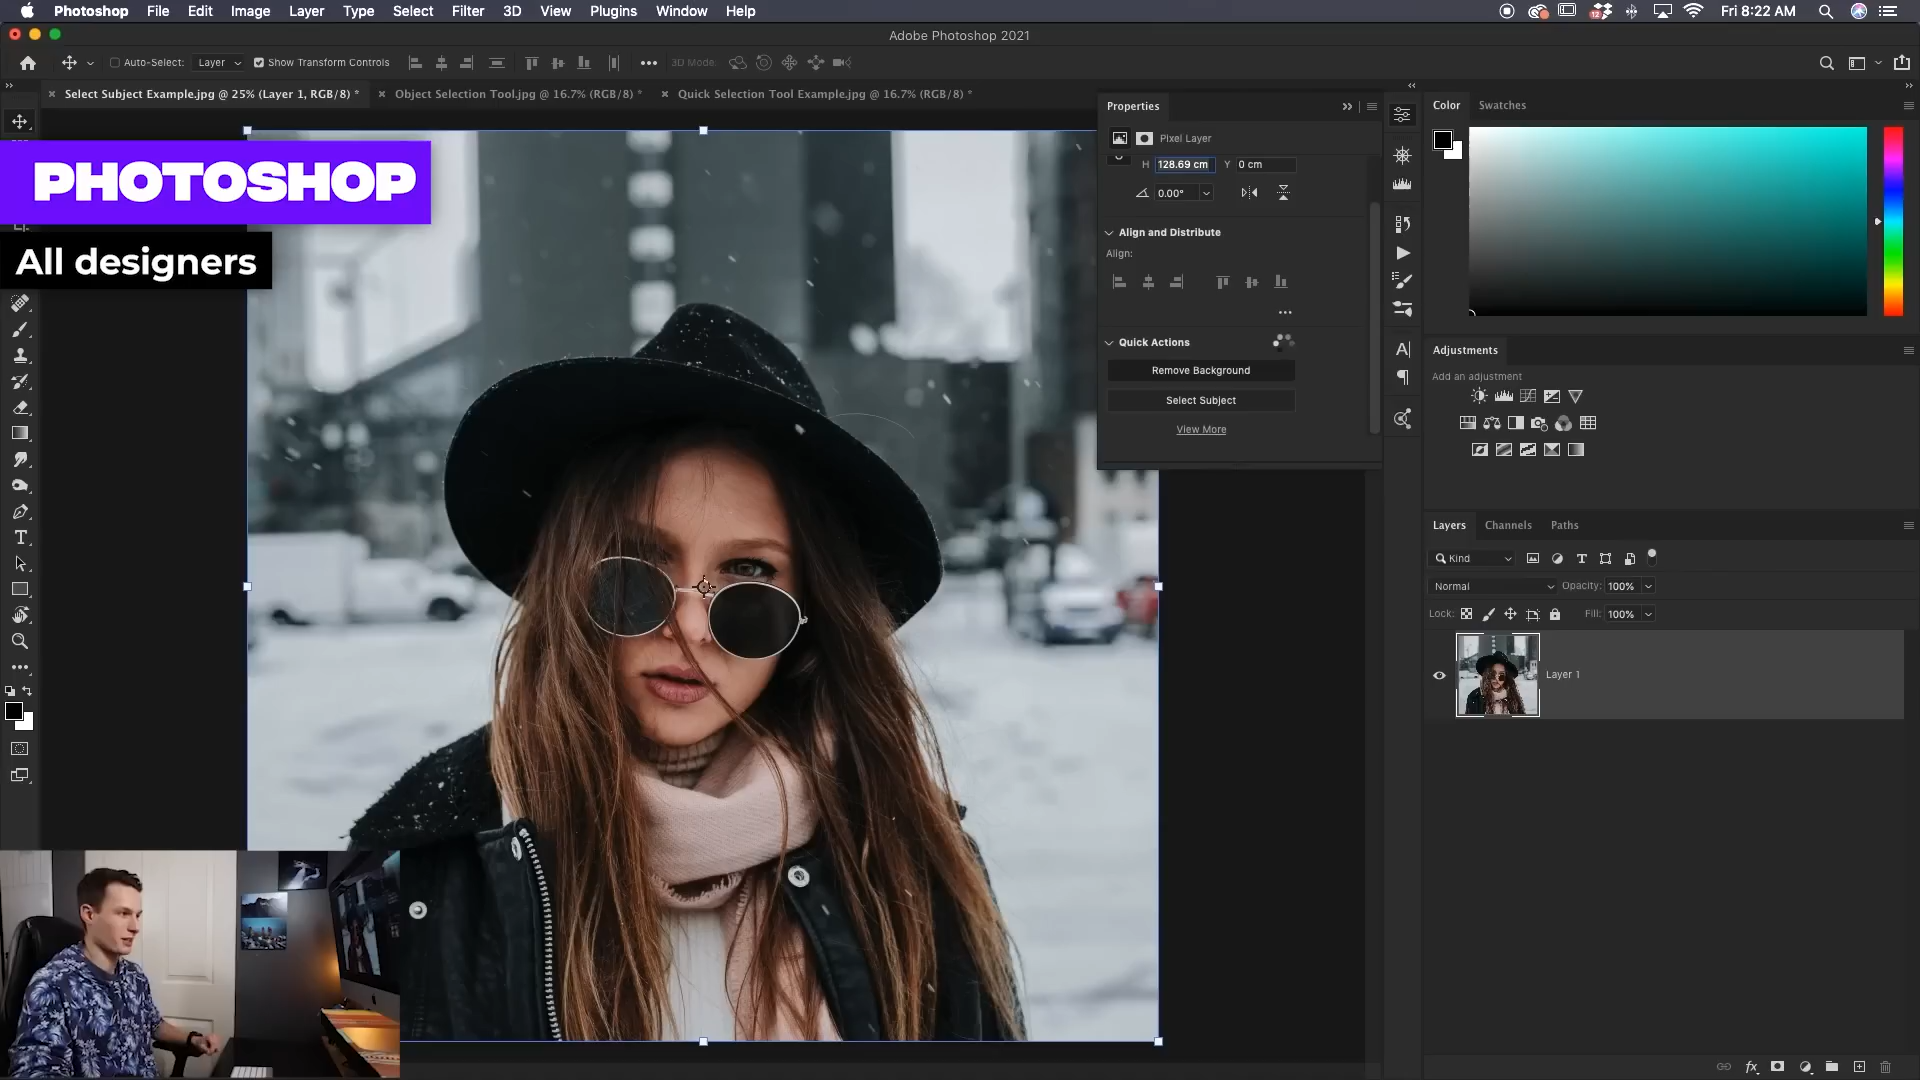 Photoshop File Edit Image Layer Type Select Filter 3D View Plugins Window Help
12
Fri 8:22 AM
Adobe Photoshop 2021
Auto-Select: Layer Show Transform Controls
3D Mode:
Select Subject Example.jpg @ 25% (Layer 1, RGB/8) *
Object Selection Tool.jpg @ 16.7% (RGB/8) *
Quick Selection Tool Example.jpg @ 16.7% (RGB/8) *
PHOTOSHOP
All designers
Properties
Pixel Layer
H 128.69 cm Y 0 cm
0.00°
Align and Distribute
Align:
Quick Actions
Remove Background
Select Subject
View More
Color Swatches
Adjustments
Add an adjustment
Layers Channels Paths
Kind
Normal Opacity: 100%
Lock: Fill: 100%
Layer 1